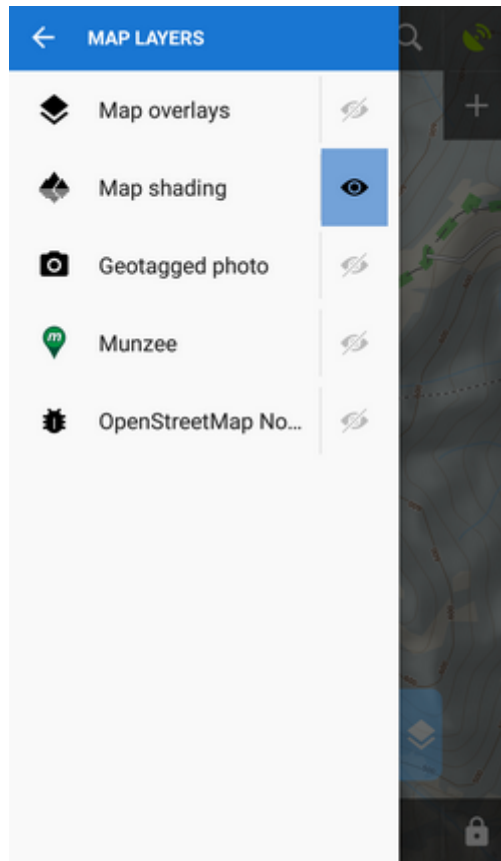 MAP LAYERS
Map overlays
Map shading
Geotagged photo
Munzee
OpenStreetMap No...